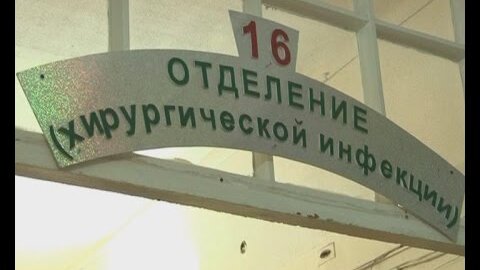 16
ОТДЕЛЕНИЕ
(хирургической инфекции)